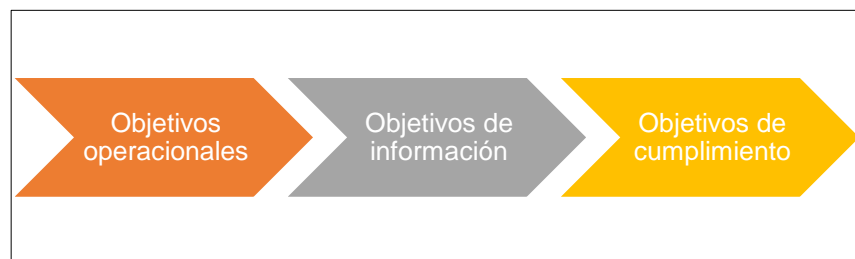 Objetivos
operacionales
Objetivos de
información
Objetivos de
cumplimiento